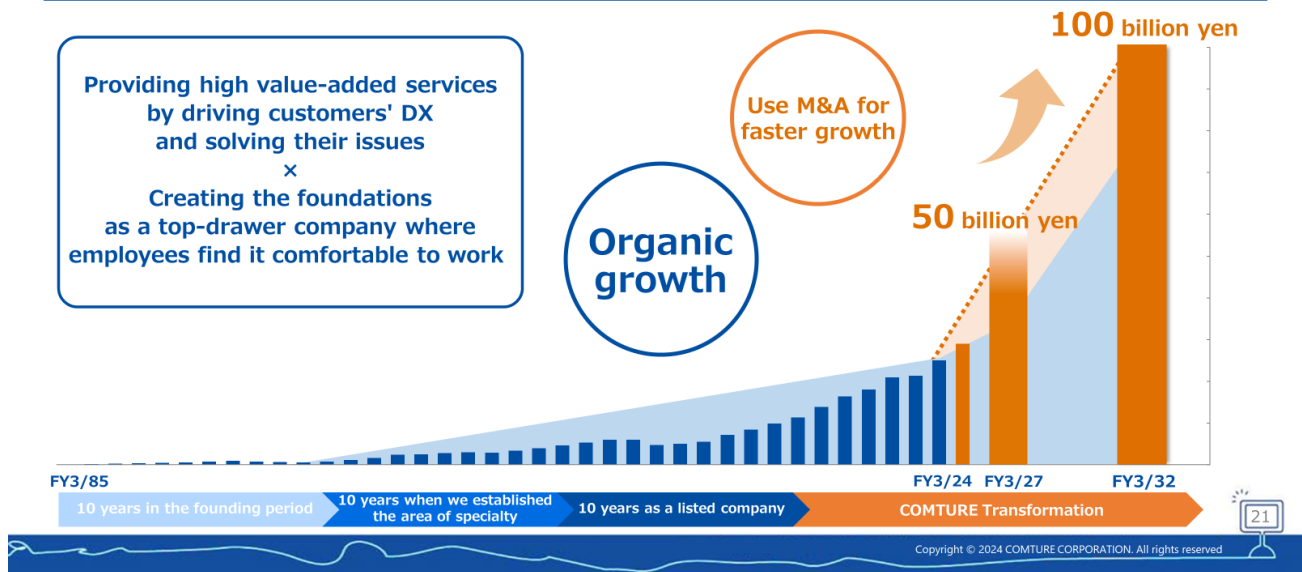 Providing high value-added services
by driving customers' DX
and solving their issues
×
Creating the foundations
as a top-drawer company where
employees find it comfortable to work
Organic
growth
Use M&A for
faster growth
50 billion yen
100 billion yen
FY3/85
FY3/24
FY3/27
FY3/32
10 years in the founding period
10 years when we established
the area of specialty
10 years as a listed company
COMTURE Transformation
21
Copyright © 2024 COMTURE CORPORATION. All rights reserved